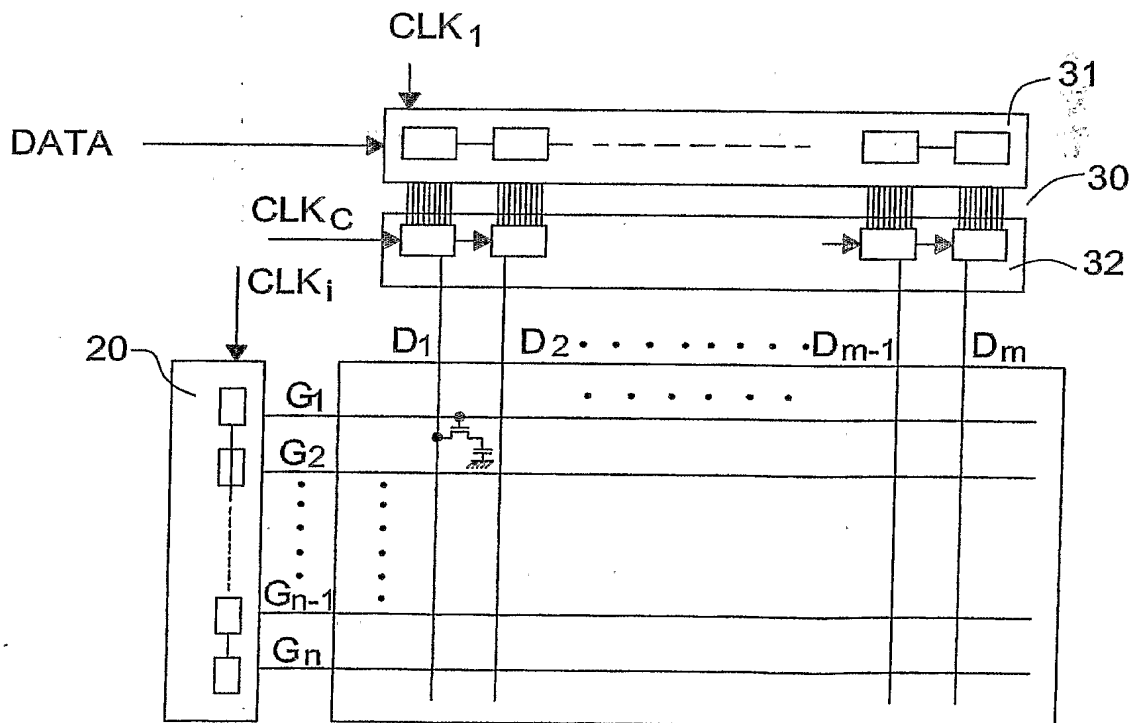 CLK1
31
DATA
30
CLKC
32
CLKi
20
D1 D2 Dm-1 Dm
G1
G2
Gn-1
Gn